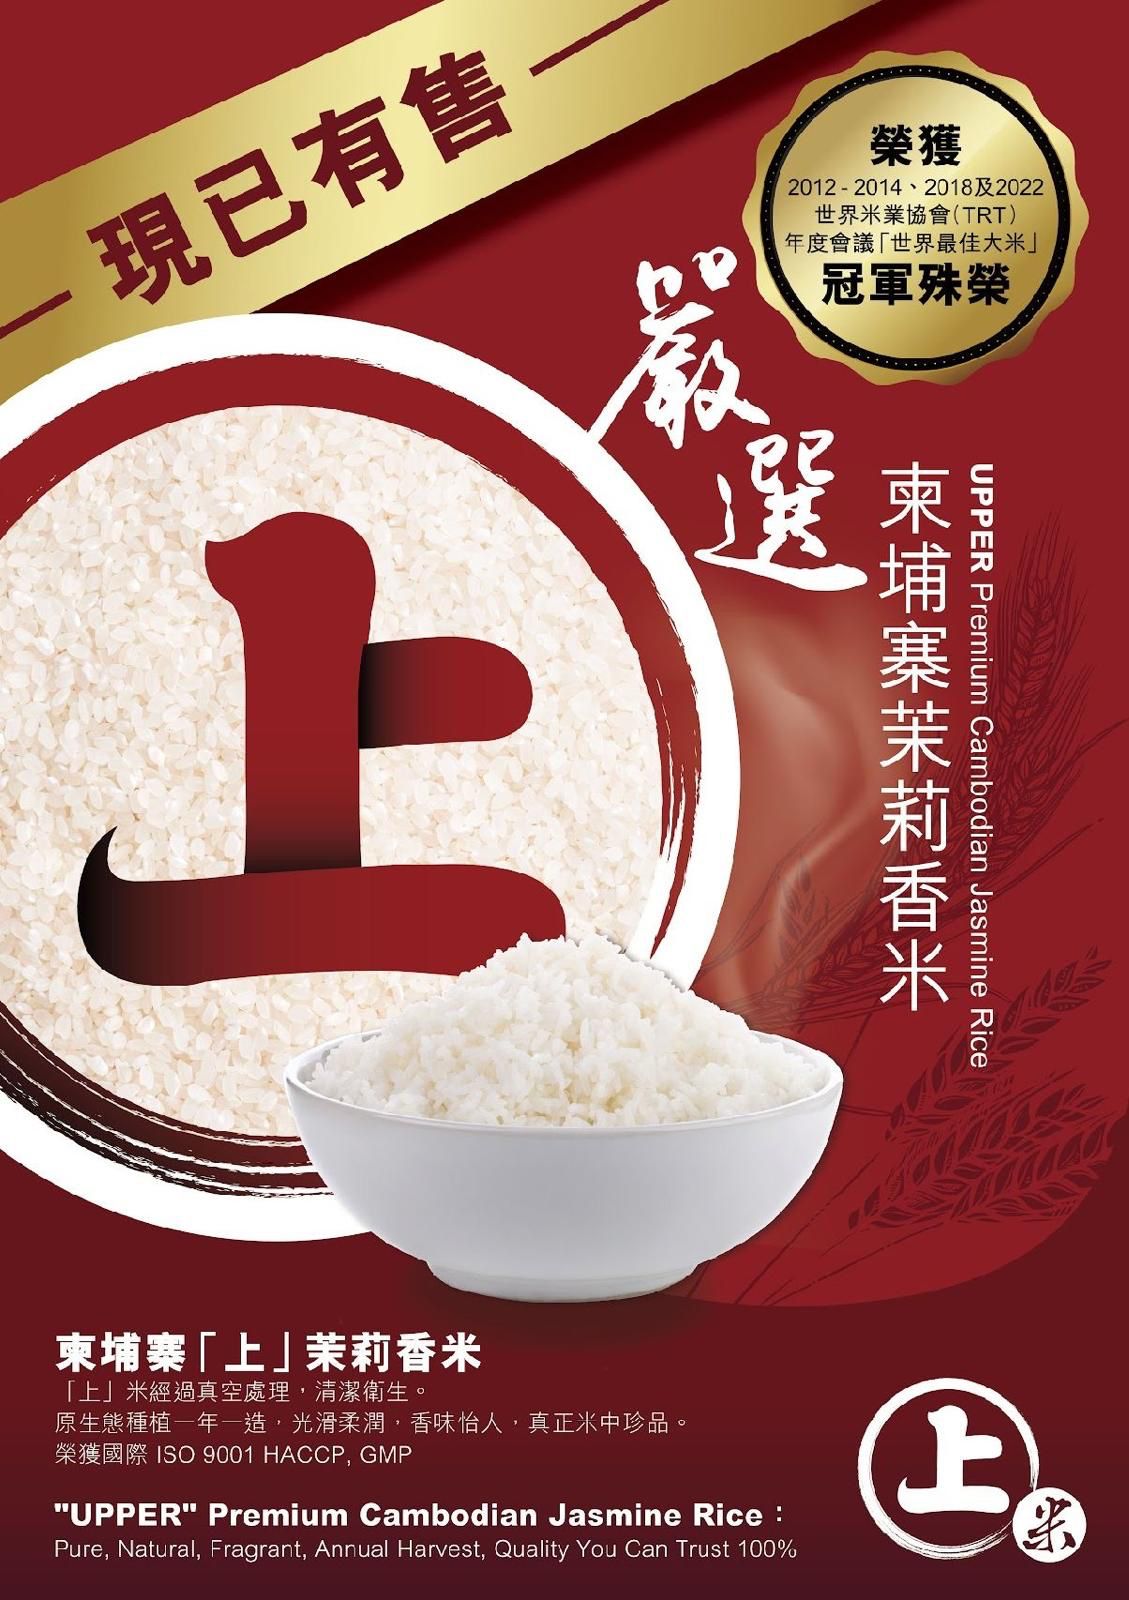 現已有售
榮獲
2012 - 2014、2018及2022
世界米業協會(TRT)
年度會議「世界最佳大米」
冠軍殊榮
嚴選
柬埔寨茉莉香米
UPPER Premium Cambodian Jasmine Rice
上
柬埔寨「上」茉莉香米
「上」米經過真空處理，清潔衛生。
原生態種植一年一造，光滑柔潤，香味怡人，真正米中珍品。
榮獲國際 ISO 9001 HACCP, GMP
"UPPER" Premium Cambodian Jasmine Rice：
Pure, Natural, Fragrant, Annual Harvest, Quality You Can Trust 100%
上
米